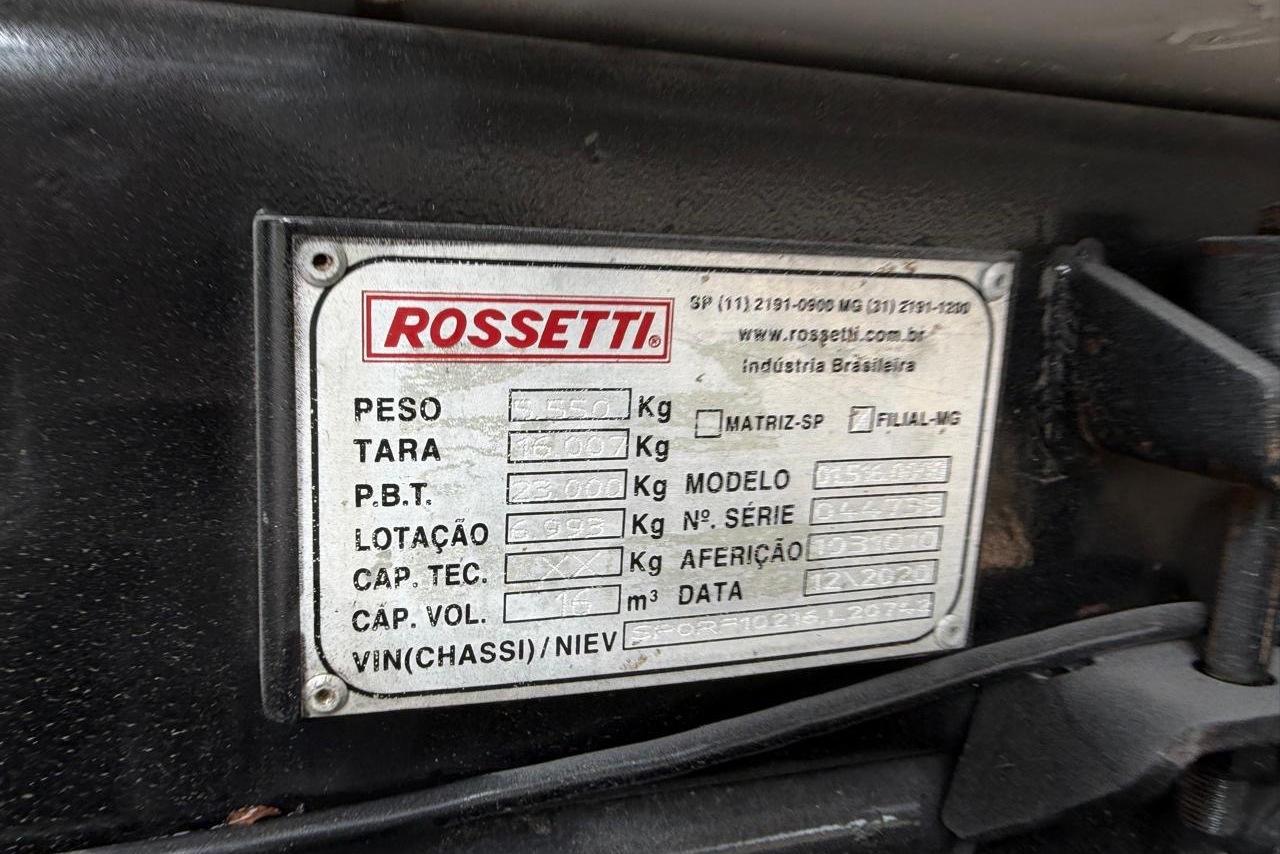 ROSSETTI®
SP (11) 2191-0900 MG (31) 2191-1200
www.rossetti.com.br
Indústria Brasileira
MATRIZ-SP FILIAL-MG
PESO 5.550 Kg
TARA 16.007 Kg
P.B.T. 23.000 Kg
LOTAÇÃO 6.993 Kg
CAP. TEC. XX Kg
CAP. VOL. 16 m³
MODELO
Nº. SÉRIE
AFERIÇÃO
DATA 12\2020
VIN(CHASSI)/NIEV